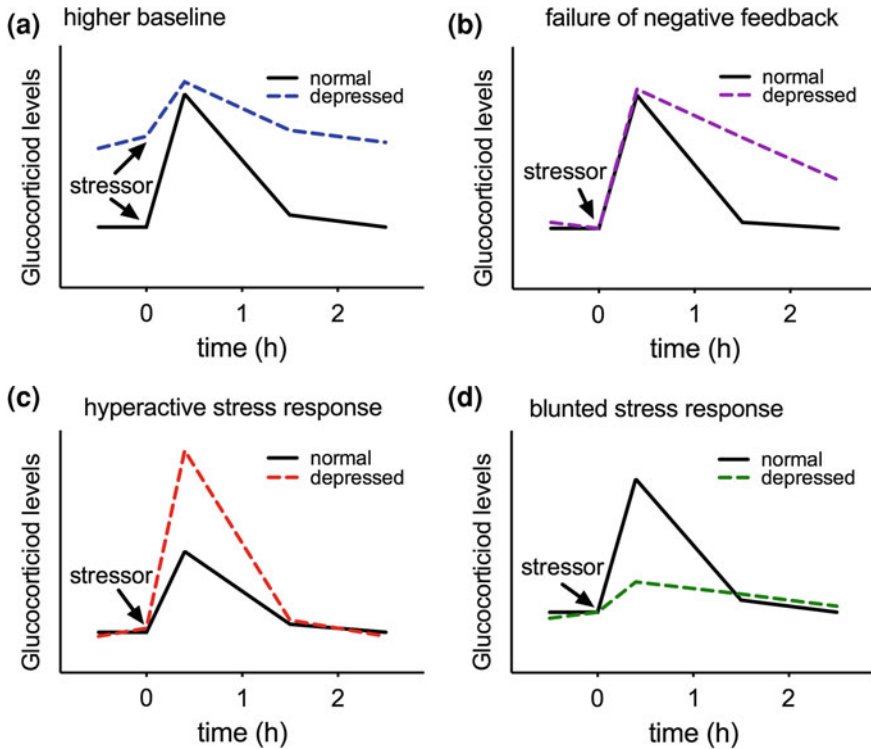 (a) higher baseline
Glucocorticiod levels
normal
depressed
stressor
0 1 2
time (h)
(b) failure of negative feedback
Glucocorticiod levels
normal
depressed
stressor
0 1 2
time (h)
(c) hyperactive stress response
Glucocorticiod levels
normal
depressed
stressor
0 1 2
time (h)
(d) blunted stress response
Glucocorticiod levels
normal
depressed
stressor
0 1 2
time (h)